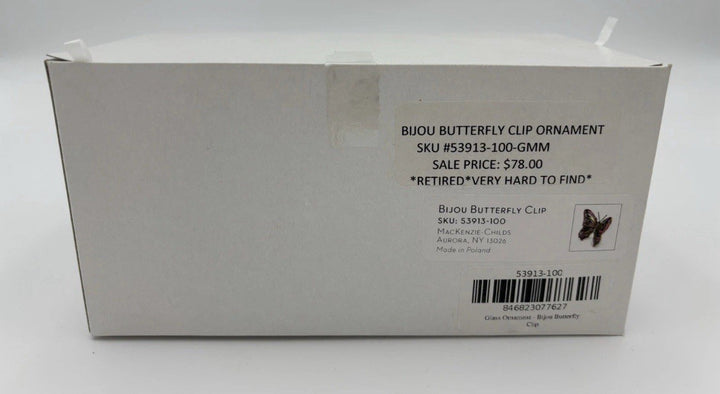 BIJOU BUTTERFLY CLIP ORNAMENT
SKU #53913-100-GMM
SALE PRICE: $78.00
*RETIRED*VERY HARD TO FIND*
BIJOU BUTTERFLY CLIP
SKU: 53913-100
MACKENZIE-CHILDS
AURORA, NY 13026
Made in Poland
53913-100
846823077627
Glass Ornament - Bijou Butterfly
Clip